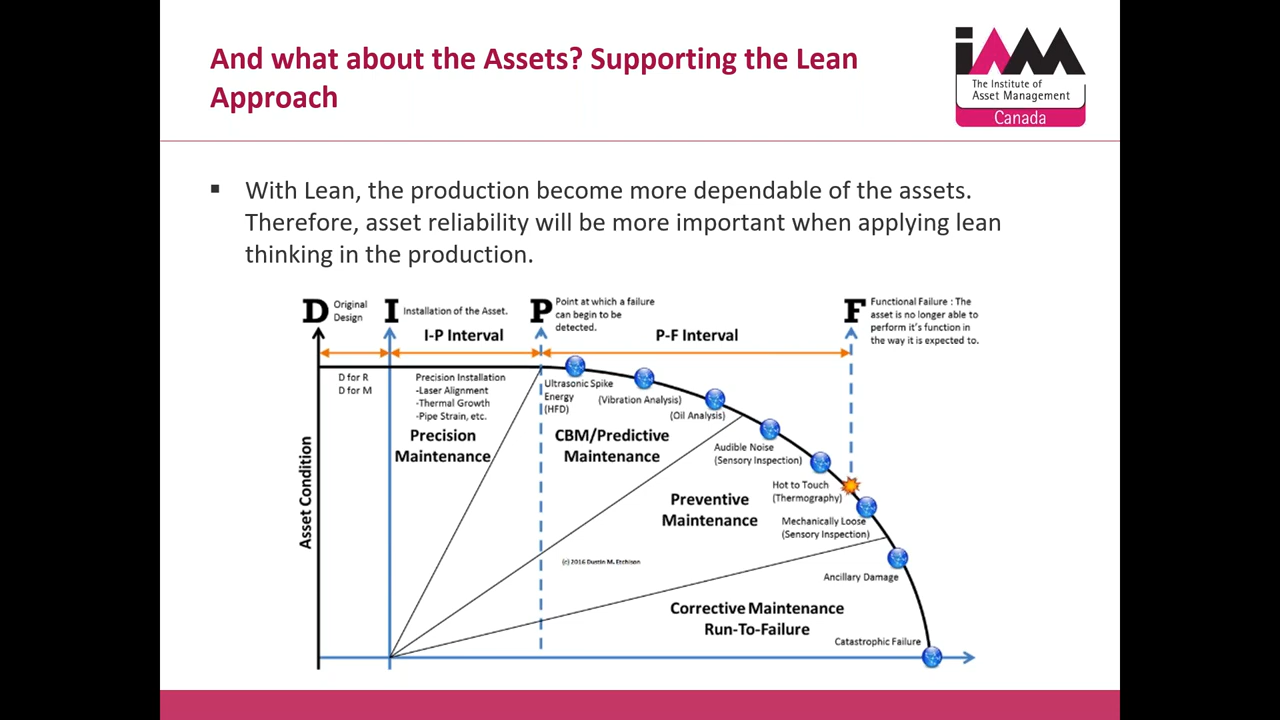 And what about the Assets? Supporting the Lean
Approach
iAM
The Institute of
Asset Management
Canada
▪ With Lean, the production become more dependable of the assets.
Therefore, asset reliability will be more important when applying lean
thinking in the production.
D Original
Design
I Installation of the Asset.
P Point at which a failure
can begin to be
detected.
F Functional Failure : The
asset is no longer able to
perform it's function in
the way it is expected to.
I-P Interval
P-F Interval
D for R
D for M
Precision Installation
-Laser Alignment
-Thermal Growth
-Pipe Strain, etc.
Precision
Maintenance
Ultrasonic Spike
Energy
(HFD)
(Vibration Analysis)
(Oil Analysis)
CBM/Predictive
Maintenance
Audible Noise
(Sensory Inspection)
Hot to Touch
(Thermography)
Preventive
Maintenance
Mechanically Loose
(Sensory Inspection)
Asset Condition
(c) 2016 Dustin M. Etchison
Ancillary Damage
Corrective Maintenance
Run-To-Failure
Catastrophic Failure